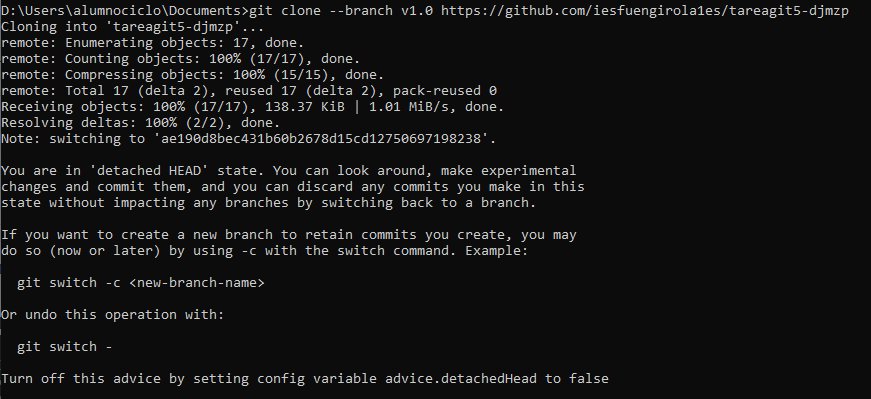 D:\Users\alumnociclo\Documents>git clone --branch v1.0 https://github.com/iesfuengirola1es/tareagit5-djmzp
Cloning into 'tareagit5-djmzp'...
remote: Enumerating objects: 17, done.
remote: Counting objects: 100% (17/17), done.
remote: Compressing objects: 100% (15/15), done.
remote: Total 17 (delta 2), reused 17 (delta 2), pack-reused 0
Receiving objects: 100% (17/17), 138.37 KiB | 1.01 MiB/s, done.
Resolving deltas: 100% (2/2), done.
Note: switching to 'ae190d8bec431b60b2678d15cd12750697198238'.
You are in 'detached HEAD' state. You can look around, make experimental
changes and commit them, and you can discard any commits you make in this
state without impacting any branches by switching back to a branch.
If you want to create a new branch to retain commits you create, you may
do so (now or later) by using -c with the switch command. Example:
git switch -c <new-branch-name>
Or undo this operation with:
git switch -
Turn off this advice by setting config variable advice.detachedHead to false